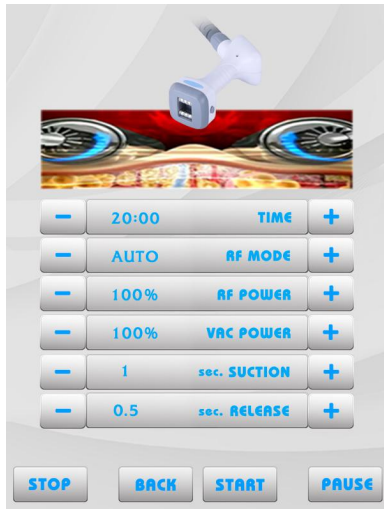 − 20:00 TIME +
− AUTO RF MODE +
− 100% RF POWER +
− 100% VAC POWER +
− 1 sec. SUCTION +
− 0.5 sec. RELEASE +
STOP BACK START PAUSE